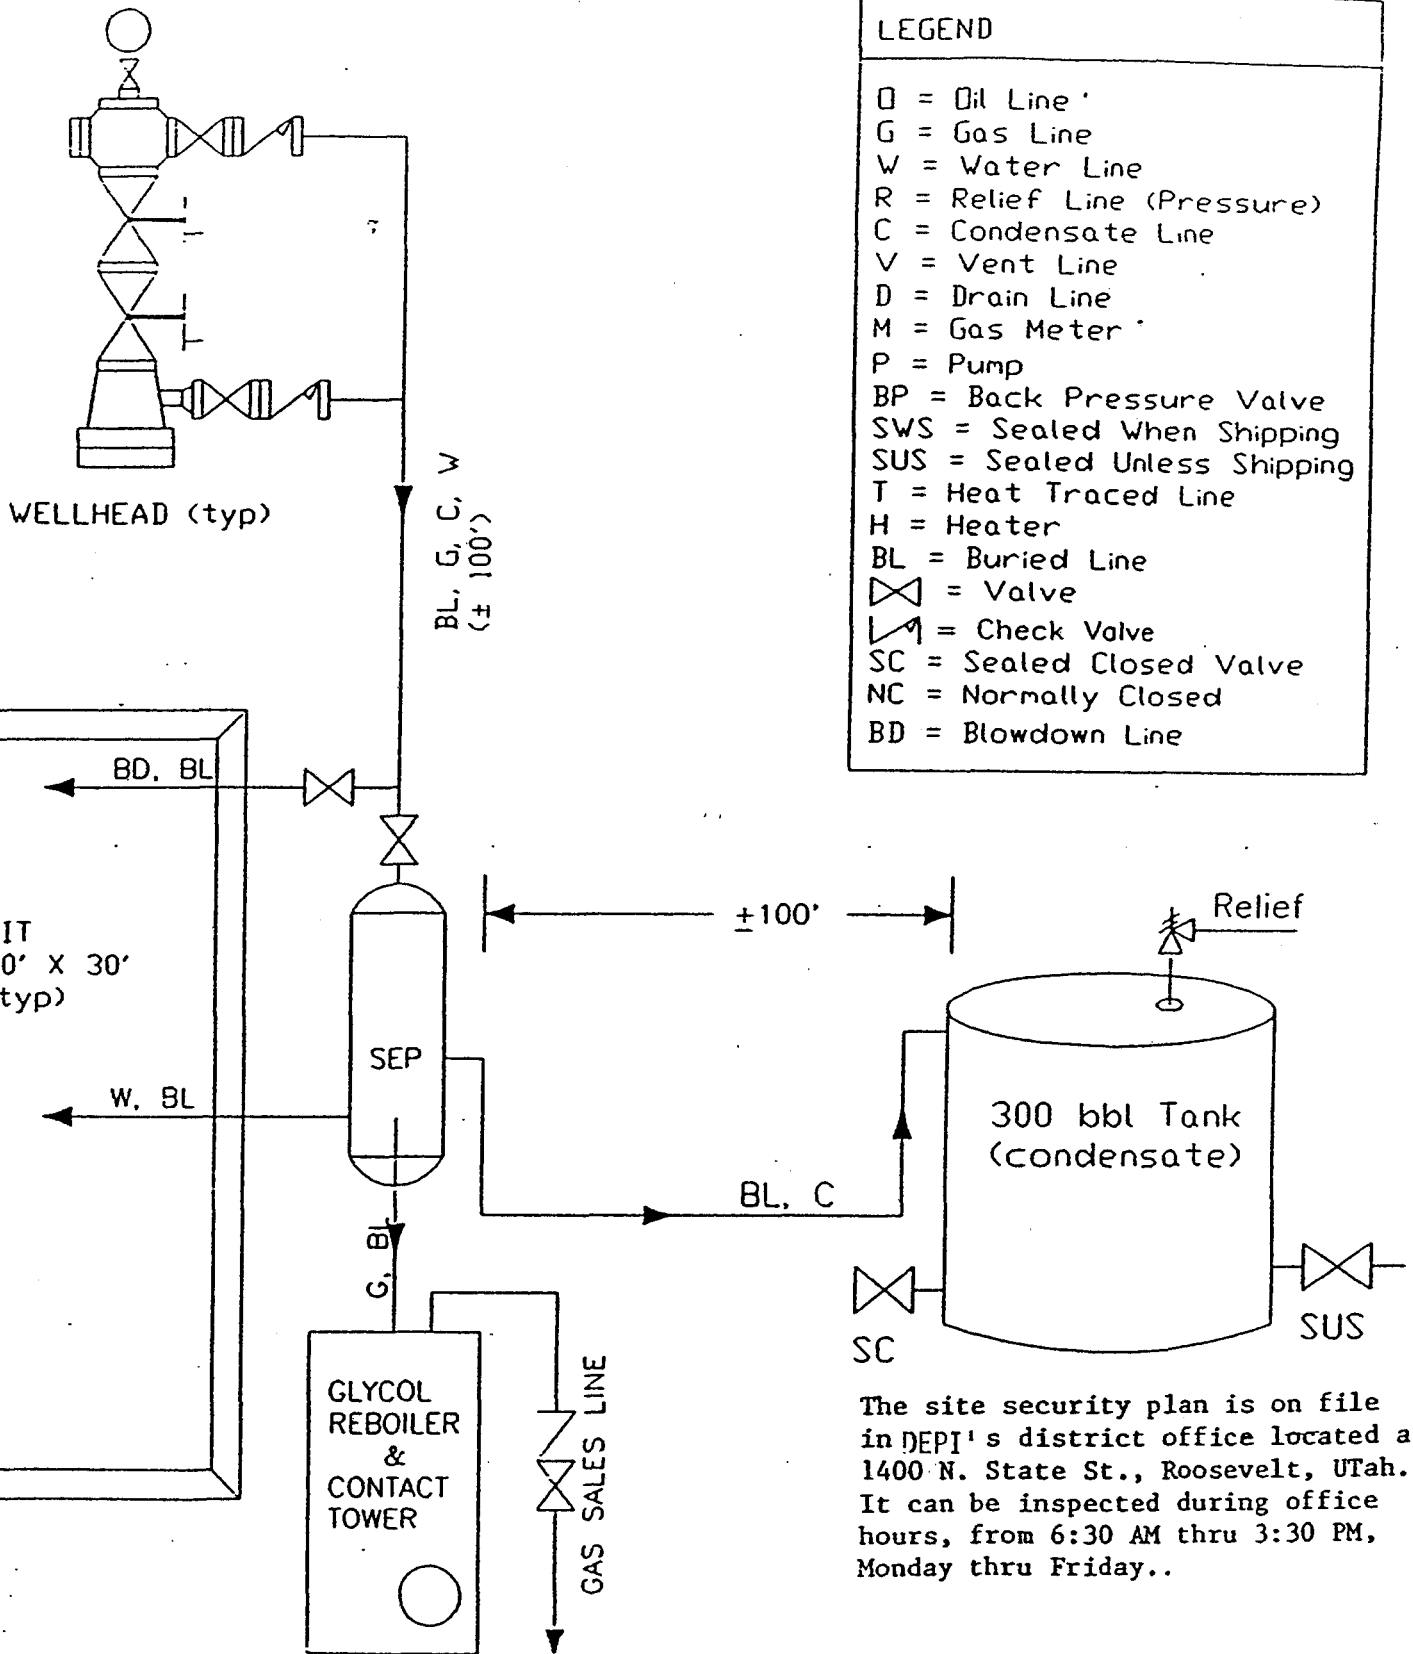 LEGEND
O = Oil Line
G = Gas Line
W = Water Line
R = Relief Line (Pressure)
C = Condensate Line
V = Vent Line
D = Drain Line
M = Gas Meter
P = Pump
BP = Back Pressure Valve
SWS = Sealed When Shipping
SUS = Sealed Unless Shipping
T = Heat Traced Line
H = Heater
BL = Buried Line
= Valve
= Check Valve
SC = Sealed Closed Valve
NC = Normally Closed
BD = Blowdown Line
WELLHEAD (typ)
BL, G, C, W
(± 100')
BD, BL
IT
0' X 30'
typ)
±100'
Relief
SEP
W, BL
300 bbl Tank
(condensate)
BL, C
G, BL
SC
SUS
GLYCOL
REBOILER
&
CONTACT
TOWER
GAS SALES LINE
The site security plan is on file
in DEPI's district office located a
1400 N. State St., Roosevelt, UTah.
It can be inspected during office
hours, from 6:30 AM thru 3:30 PM,
Monday thru Friday..